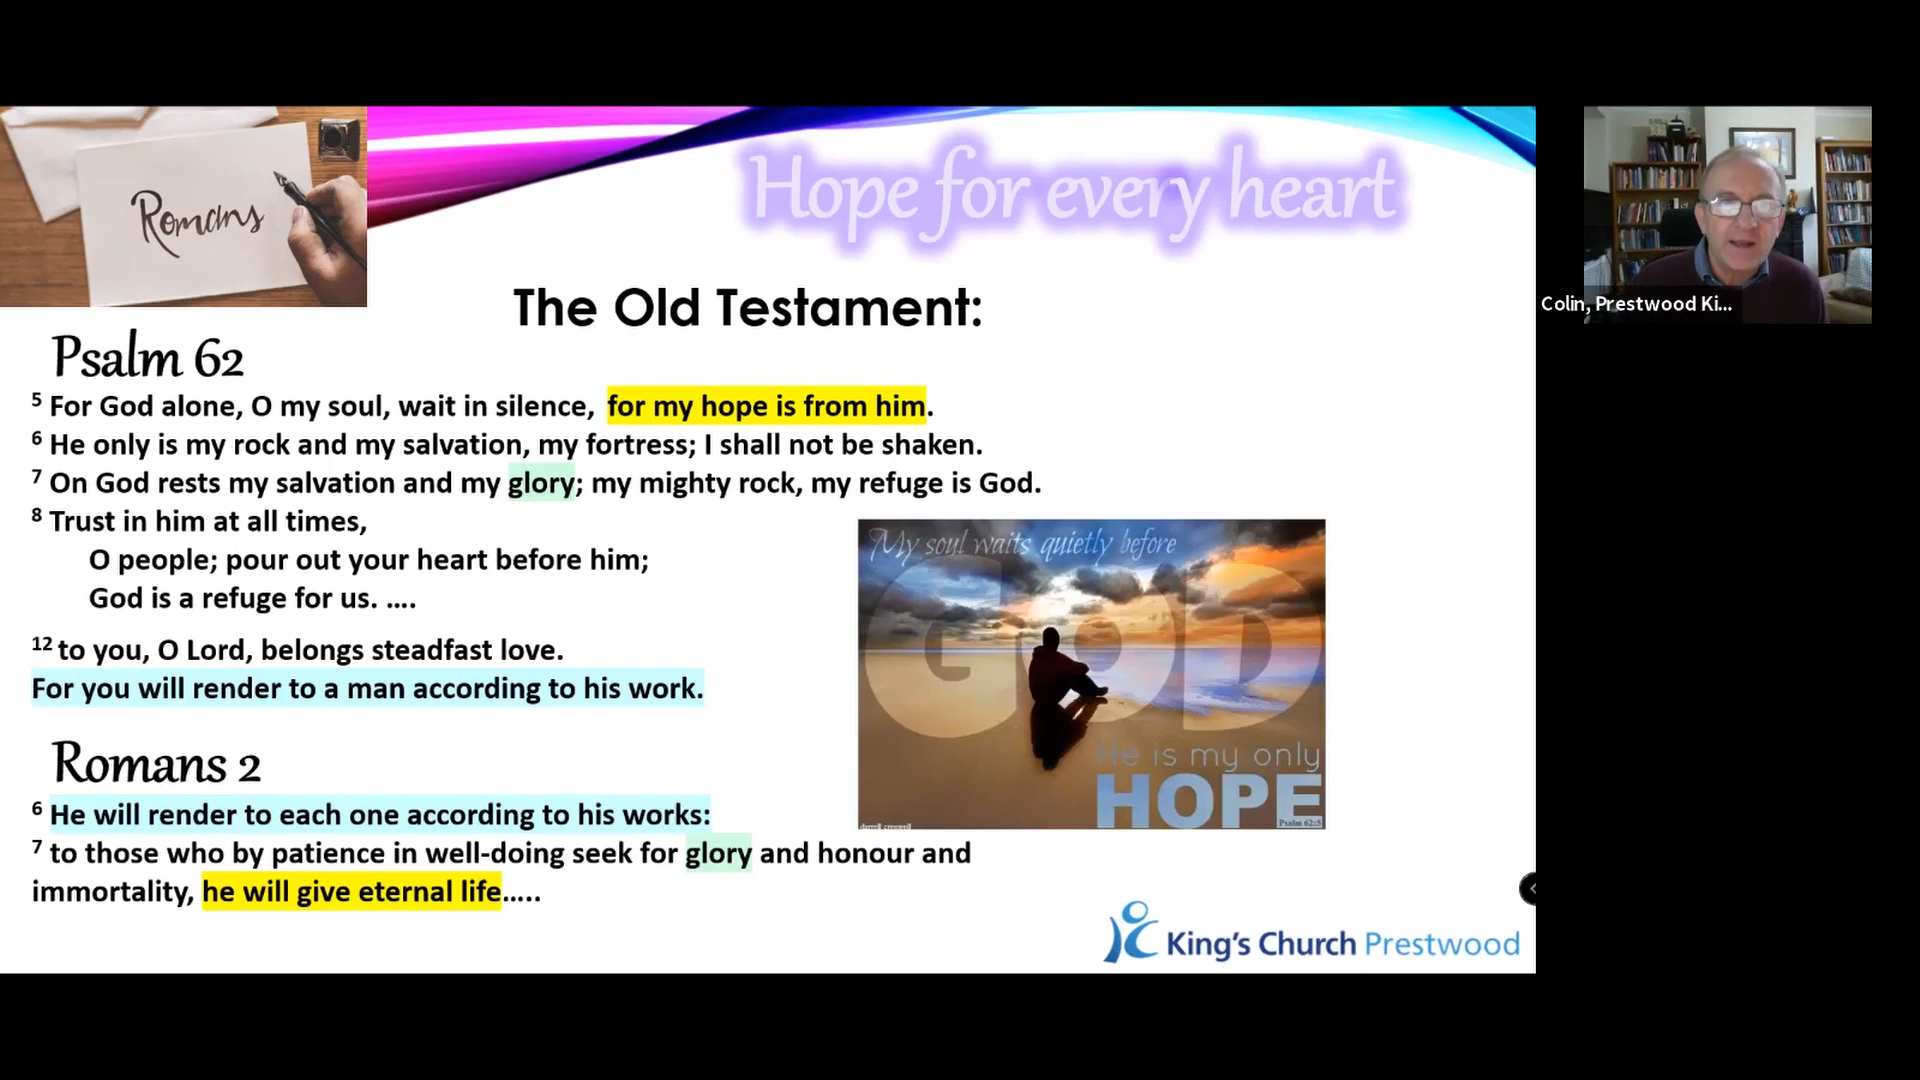 Romans
Hope for every heart
The Old Testament:
Psalm 62
5 For God alone, O my soul, wait in silence, for my hope is from him.
6 He only is my rock and my salvation, my fortress; I shall not be shaken.
7 On God rests my salvation and my glory; my mighty rock, my refuge is God.
8 Trust in him at all times,
O people; pour out your heart before him;
God is a refuge for us. ....
12 to you, O Lord, belongs steadfast love.
For you will render to a man according to his work.
Romans 2
6 He will render to each one according to his works:
7 to those who by patience in well-doing seek for glory and honour and
immortality, he will give eternal life.....
My soul waits quietly before
GOD
He is my only
HOPE
Psalm 62:5
King's Church Prestwood
Colin, Prestwood Ki...